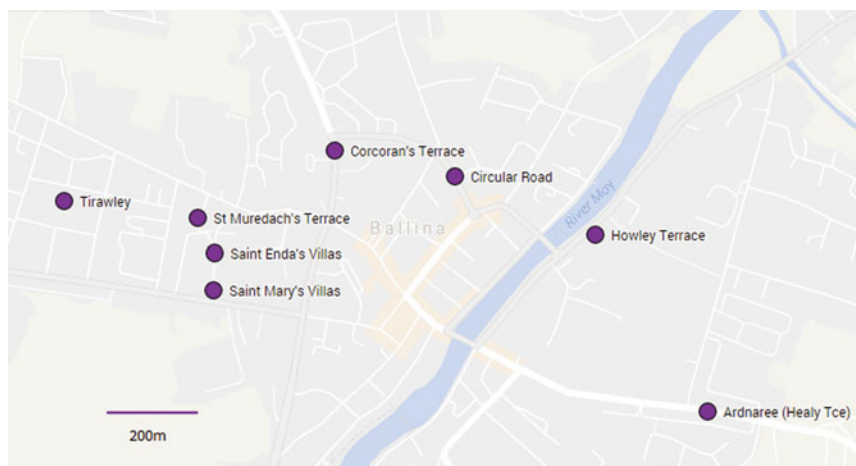 Corcoran's Terrace
Circular Road
Tirawley
St Muredach's Terrace
River Moy
Ballina
Howley Terrace
Saint Enda's Villas
Saint Mary's Villas
Ardnaree (Healy Tce)
200m